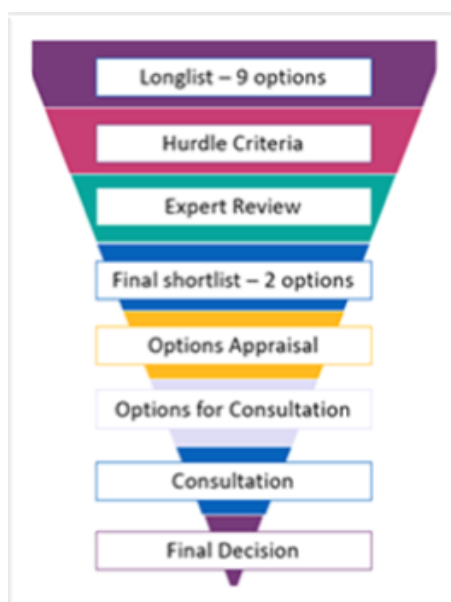 Longlist – 9 options
Hurdle Criteria
Expert Review
Final shortlist – 2 options
Options Appraisal
Options for Consultation
Consultation
Final Decision